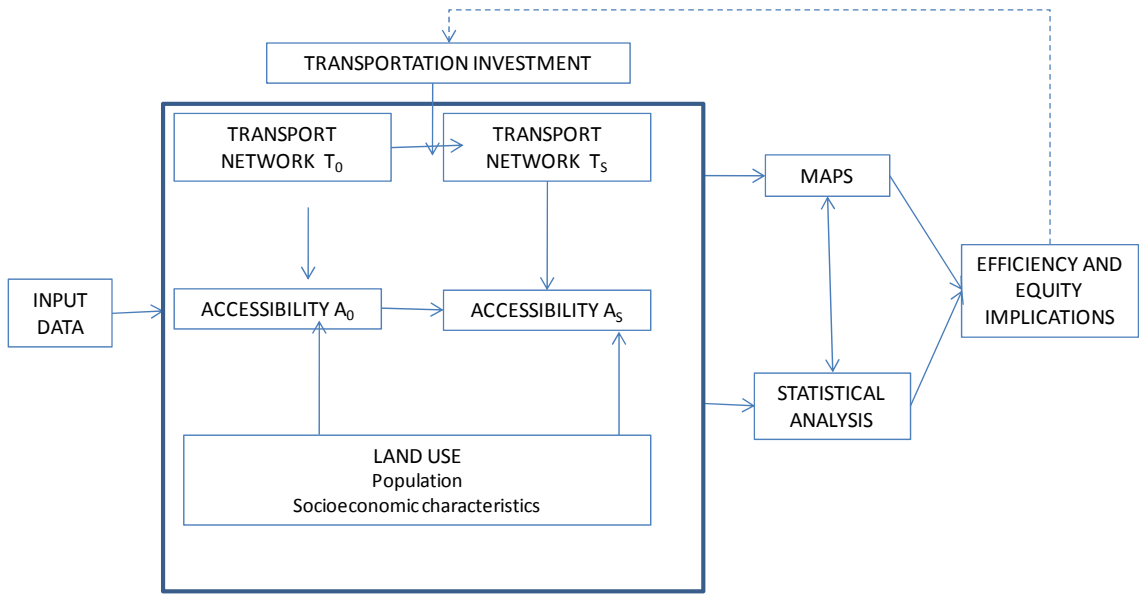 TRANSPORTATION INVESTMENT
TRANSPORT
NETWORK T₀
TRANSPORT
NETWORK Tₛ
MAPS
INPUT
DATA
ACCESSIBILITY A₀
ACCESSIBILITY Aₛ
EFFICIENCY AND
EQUITY
IMPLICATIONS
STATISTICAL
ANALYSIS
LAND USE
Population
Socioeconomic characteristics